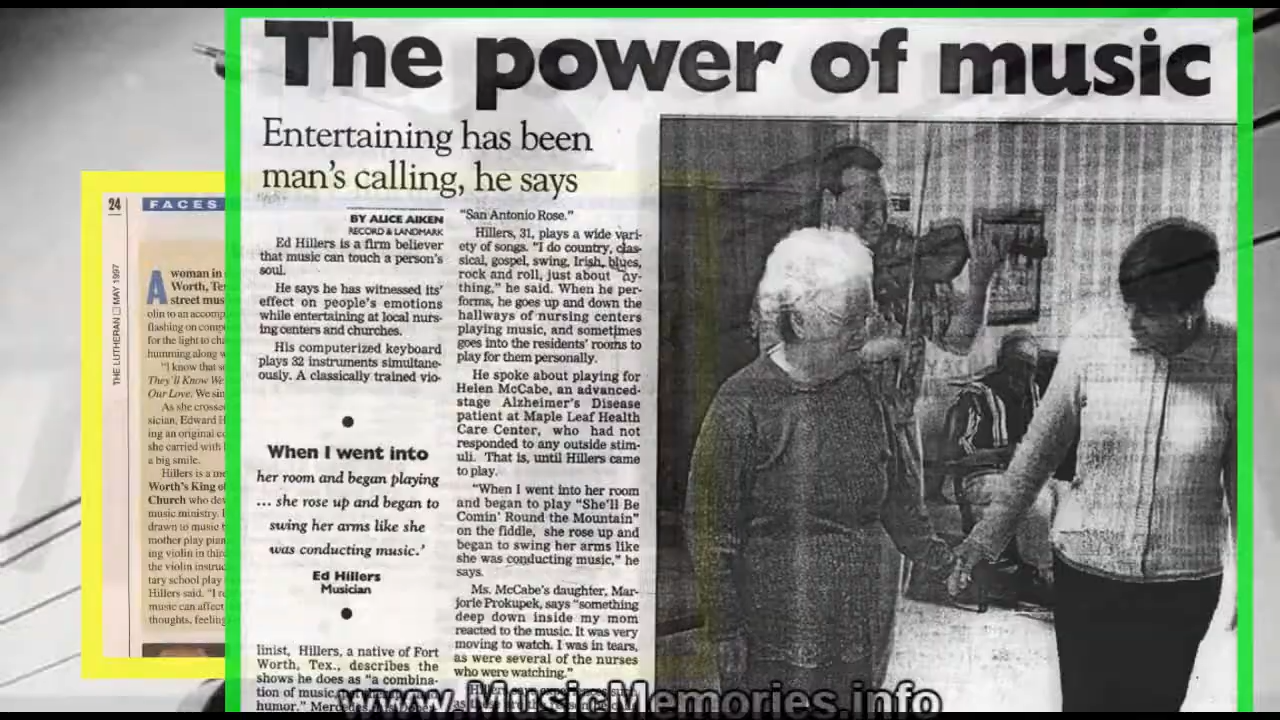 The power of music
Entertaining has been
man's calling, he says
BY ALICE AIKEN
RECORD & LANDMARK
Ed Hillers is a firm believer
that music can touch a person's
soul.
He says he has witnessed its'
effect on people's emotions
while entertaining at local nurs-
ing centers and churches.
His computerized keyboard
plays 32 instruments simultane-
ously. A classically trained vio-
When I went into
her room and began playing
... she rose up and began to
swing her arms like she
was conducting music.'
Ed Hillers
Musician
linist, Hillers, a native of Fort
Worth, Tex., describes the
shows he does as "a combina-
tion of music,
humor."
"San Antonio Rose."
Hillers, 31, plays a wide vari-
ety of songs. "I do country, clas-
sical, gospel, swing, Irish, blues,
rock and roll, just about any-
thing," he said. When he per-
forms, he goes up and down the
hallways of nursing centers
playing music, and sometimes
goes into the residents' rooms to
play for them personally.
He spoke about playing for
Helen McCabe, an advanced-
stage Alzheimer's Disease
patient at Maple Leaf Health
Care Center, who had not
responded to any outside stim-
uli. That is, until Hillers came
to play.
"When I went into her room
and began to play "She'll Be
Comin' Round the Mountain"
on the fiddle, she rose up and
began to swing her arms like
she was conducting music," he
says.
Ms. McCabe's daughter, Mar-
jorie Prokupek, says "something
deep down inside my mom
reacted to the music. It was very
moving to watch. I was in tears,
as were several of the nurses
who were watching."
24
FACES
THE LUTHERAN □ MAY 1997
A woman in
Worth, Te
street mus
olin to an accomp
flashing on comp
for the light to cha
humming along w
"I know that s
They'll Know We
Our Love. We sin
As she crosse
sician, Edward H
ing an original c
she carried with
a big smile.
Hillers is a me
Worth's King of
Church who dev
music ministry.
drawn to music
mother play pian
ing violin in third
the violin instruc
tary school play
Hillers said. "I re
music can affect
thoughts, feeling
www.MusicMemories.info